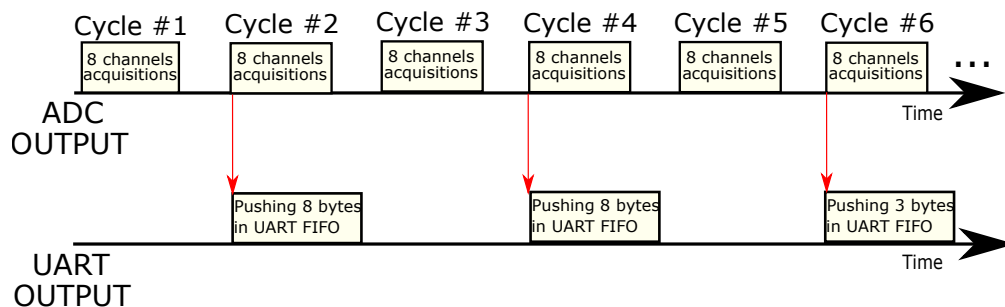 Cycle #1 Cycle #2 Cycle #3 Cycle #4 Cycle #5 Cycle #6
8 channels 8 channels 8 channels 8 channels 8 channels 8 channels
acquisitions acquisitions acquisitions acquisitions acquisitions acquisitions
...
ADC
OUTPUT
Time
Pushing 8 bytes Pushing 8 bytes Pushing 3 bytes
in UART FIFO in UART FIFO in UART FIFO
UART
OUTPUT
Time